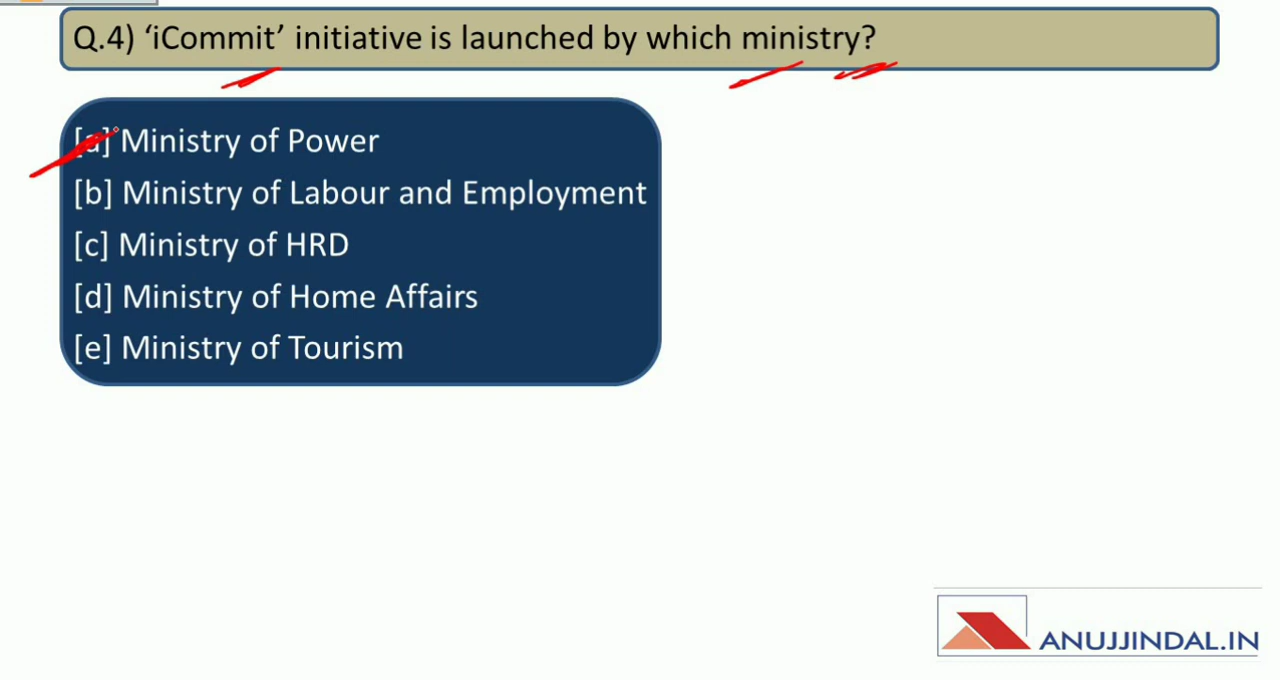 Q.4) ‘iCommit’ initiative is launched by which ministry?
[a] Ministry of Power
[b] Ministry of Labour and Employment
[c] Ministry of HRD
[d] Ministry of Home Affairs
[e] Ministry of Tourism
ANUJJINDAL.IN